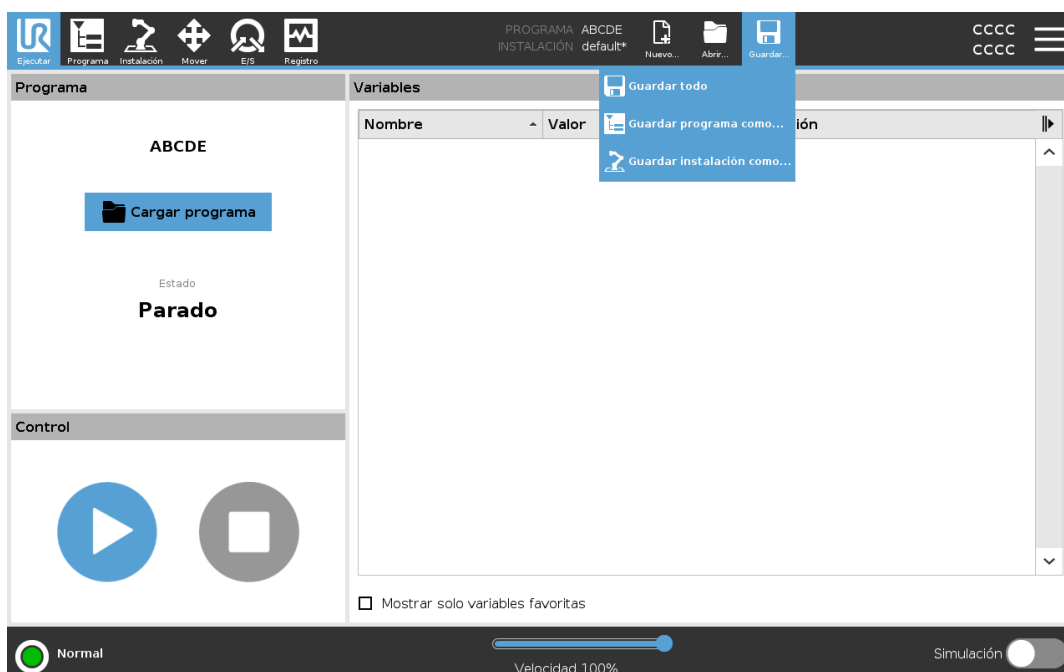 Ejecutar
Programa
Instalación
Mover
E/S
Registro
PROGRAMA ABCDE
INSTALACIÓN default*
Nuevo...
Abrir...
Guardar...
CCCC
CCCC
Programa
Variables
Guardar todo
Guardar programa como...
Guardar instalación como...
Nombre
Valor
ión
ABCDE
Cargar programa
Estado
Parado
Control
Mostrar solo variables favoritas
Normal
Velocidad 100%
Simulación